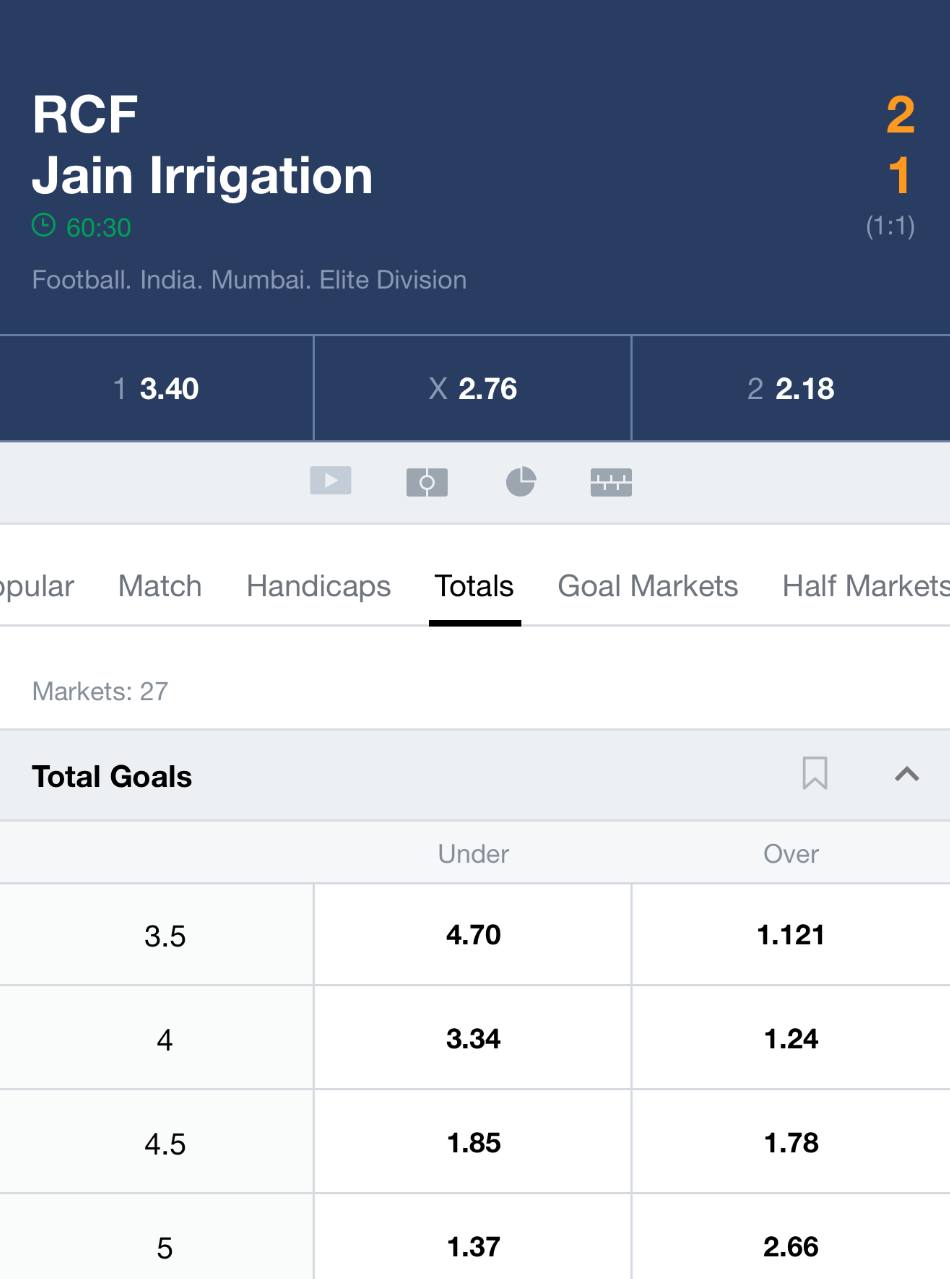 RCF 2
Jain Irrigation 1
60:30 (1:1)
Football. India. Mumbai. Elite Division
1 3.40 X 2.76 2 2.18
opular Match Handicaps Totals Goal Markets Half Markets
Markets: 27
Total Goals
Under Over
3.5 4.70 1.121
4 3.34 1.24
4.5 1.85 1.78
5 1.37 2.66